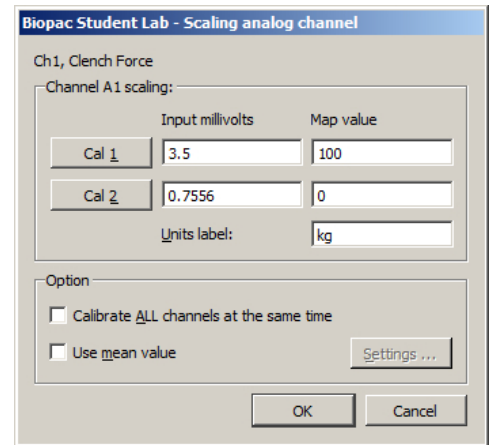 Biopac Student Lab - Scaling analog channel
Ch1, Clench Force
Channel A1 scaling:
Input millivolts Map value
Cal 1 3.5 100
Cal 2 0.7556 0
Units label: kg
Option
Calibrate ALL channels at the same time
Use mean value Settings ...
OK Cancel